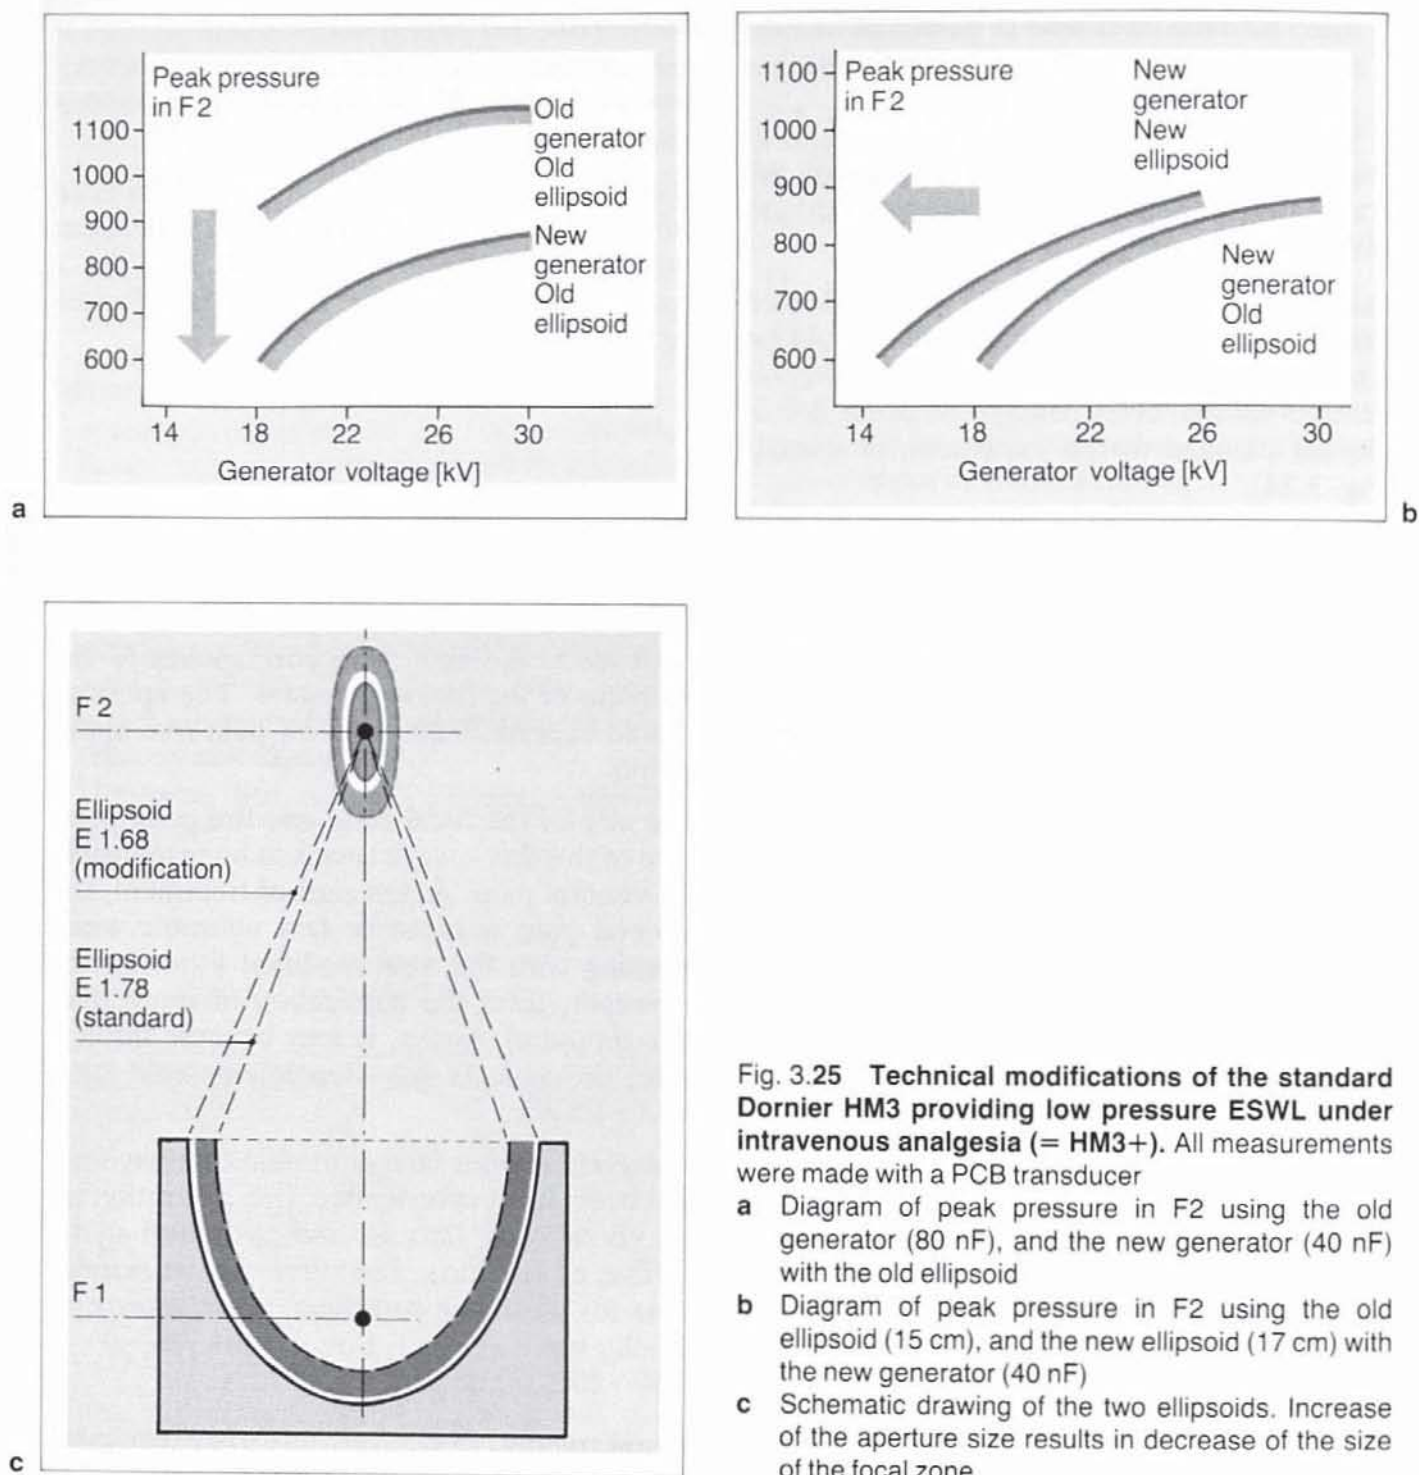 Peak pressure
in F2
1100
1000
900
800
700
600
Old
generator
Old
ellipsoid
New
generator
Old
ellipsoid
14 18 22 26 30
Generator voltage [kV]
a
1100
1000
900
800
700
600
Peak pressure
in F2
New
generator
New
ellipsoid
New
generator
Old
ellipsoid
14 18 22 26 30
Generator voltage [kV]
b
F2
Ellipsoid
E 1.68
(modification)
Ellipsoid
E 1.78
(standard)
F1
c
Fig. 3.25 Technical modifications of the standard
Dornier HM3 providing low pressure ESWL under
intravenous analgesia (= HM3+). All measurements
were made with a PCB transducer
a Diagram of peak pressure in F2 using the old
generator (80 nF), and the new generator (40 nF)
with the old ellipsoid
b Diagram of peak pressure in F2 using the old
ellipsoid (15 cm), and the new ellipsoid (17 cm) with
the new generator (40 nF)
c Schematic drawing of the two ellipsoids. Increase
of the aperture size results in decrease of the size
of the focal zone